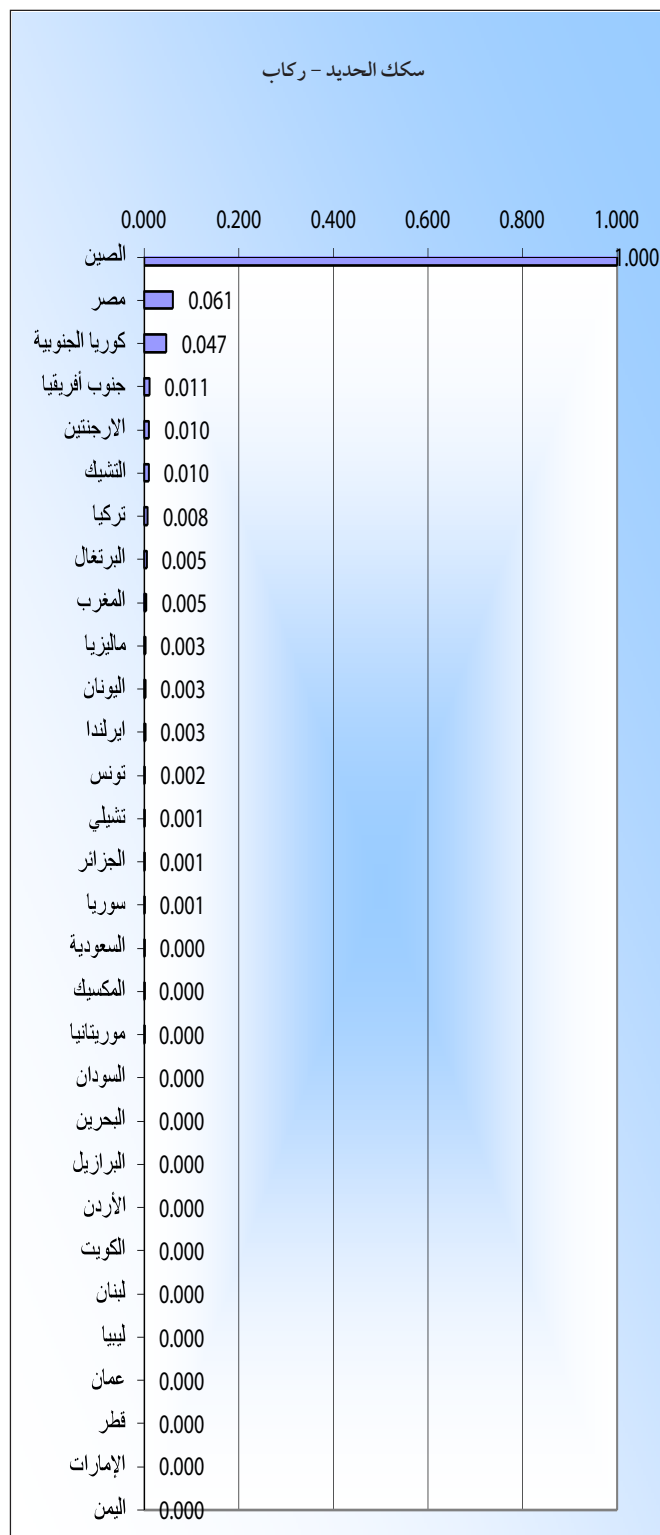 سكك الحديد – ركاب
0.000 0.200 0.400 0.600 0.800 1.000
الصين 1.000
مصر 0.061
كوريا الجنوبية 0.047
جنوب أفريقيا 0.011
الارجنتين 0.010
التشيك 0.010
تركيا 0.008
البرتغال 0.005
المغرب 0.005
ماليزيا 0.003
اليونان 0.003
ايرلندا 0.003
تونس 0.002
تشيلي 0.001
الجزائر 0.001
سوريا 0.001
السعودية 0.000
المكسيك 0.000
موريتانيا 0.000
السودان 0.000
البحرين 0.000
البرازيل 0.000
الأردن 0.000
الكويت 0.000
لبنان 0.000
ليبيا 0.000
عمان 0.000
قطر 0.000
الإمارات 0.000
اليمن 0.000